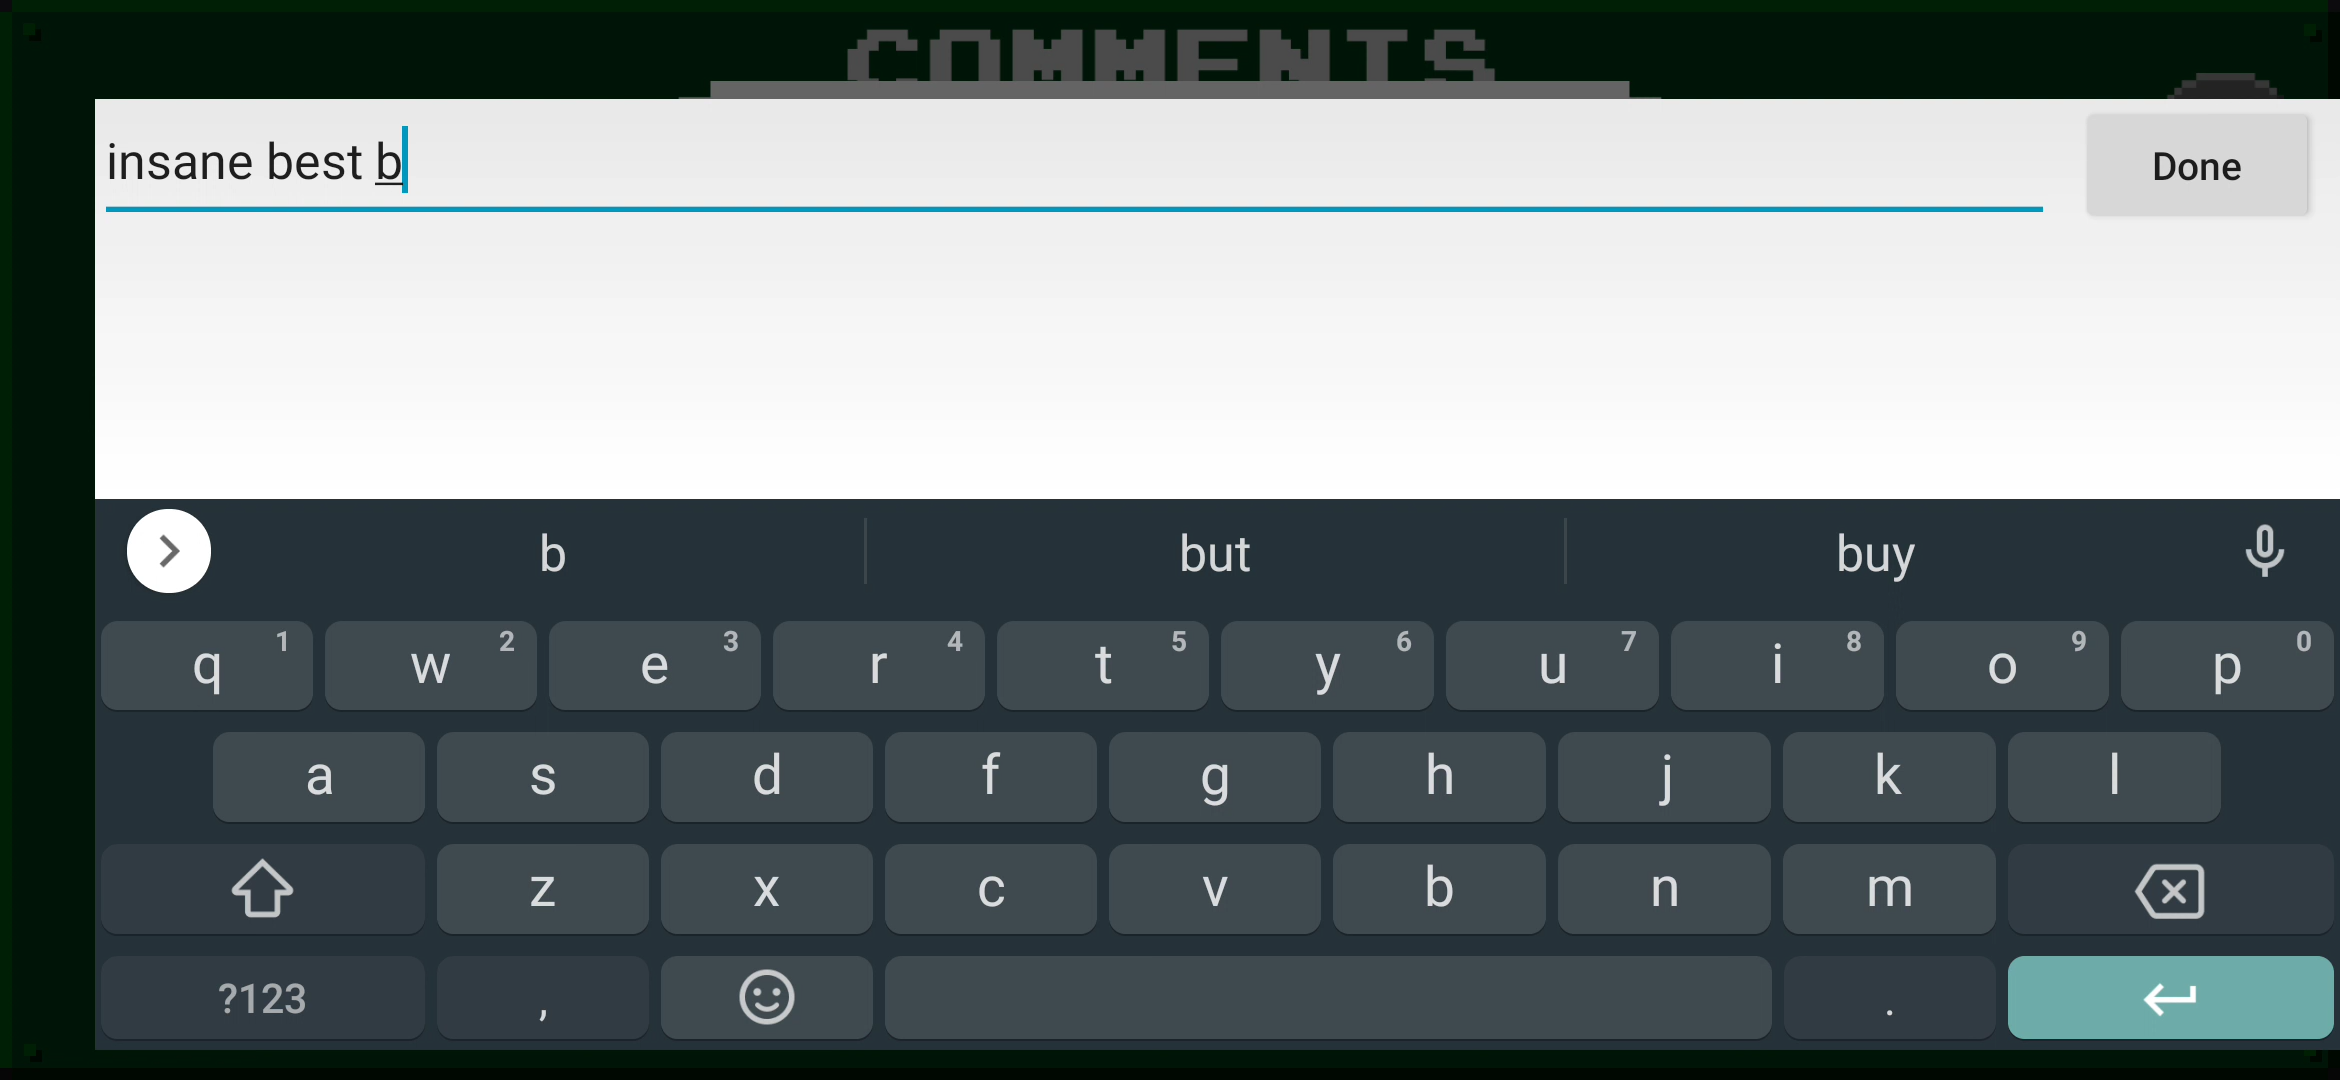 COMMENTS
insane best b
Done
b but buy
q 1 w 2 e 3 r 4 t 5 y 6 u 7 i 8 o 9 p 0
a s d f g h j k l
z x c v b n m
?123 , .